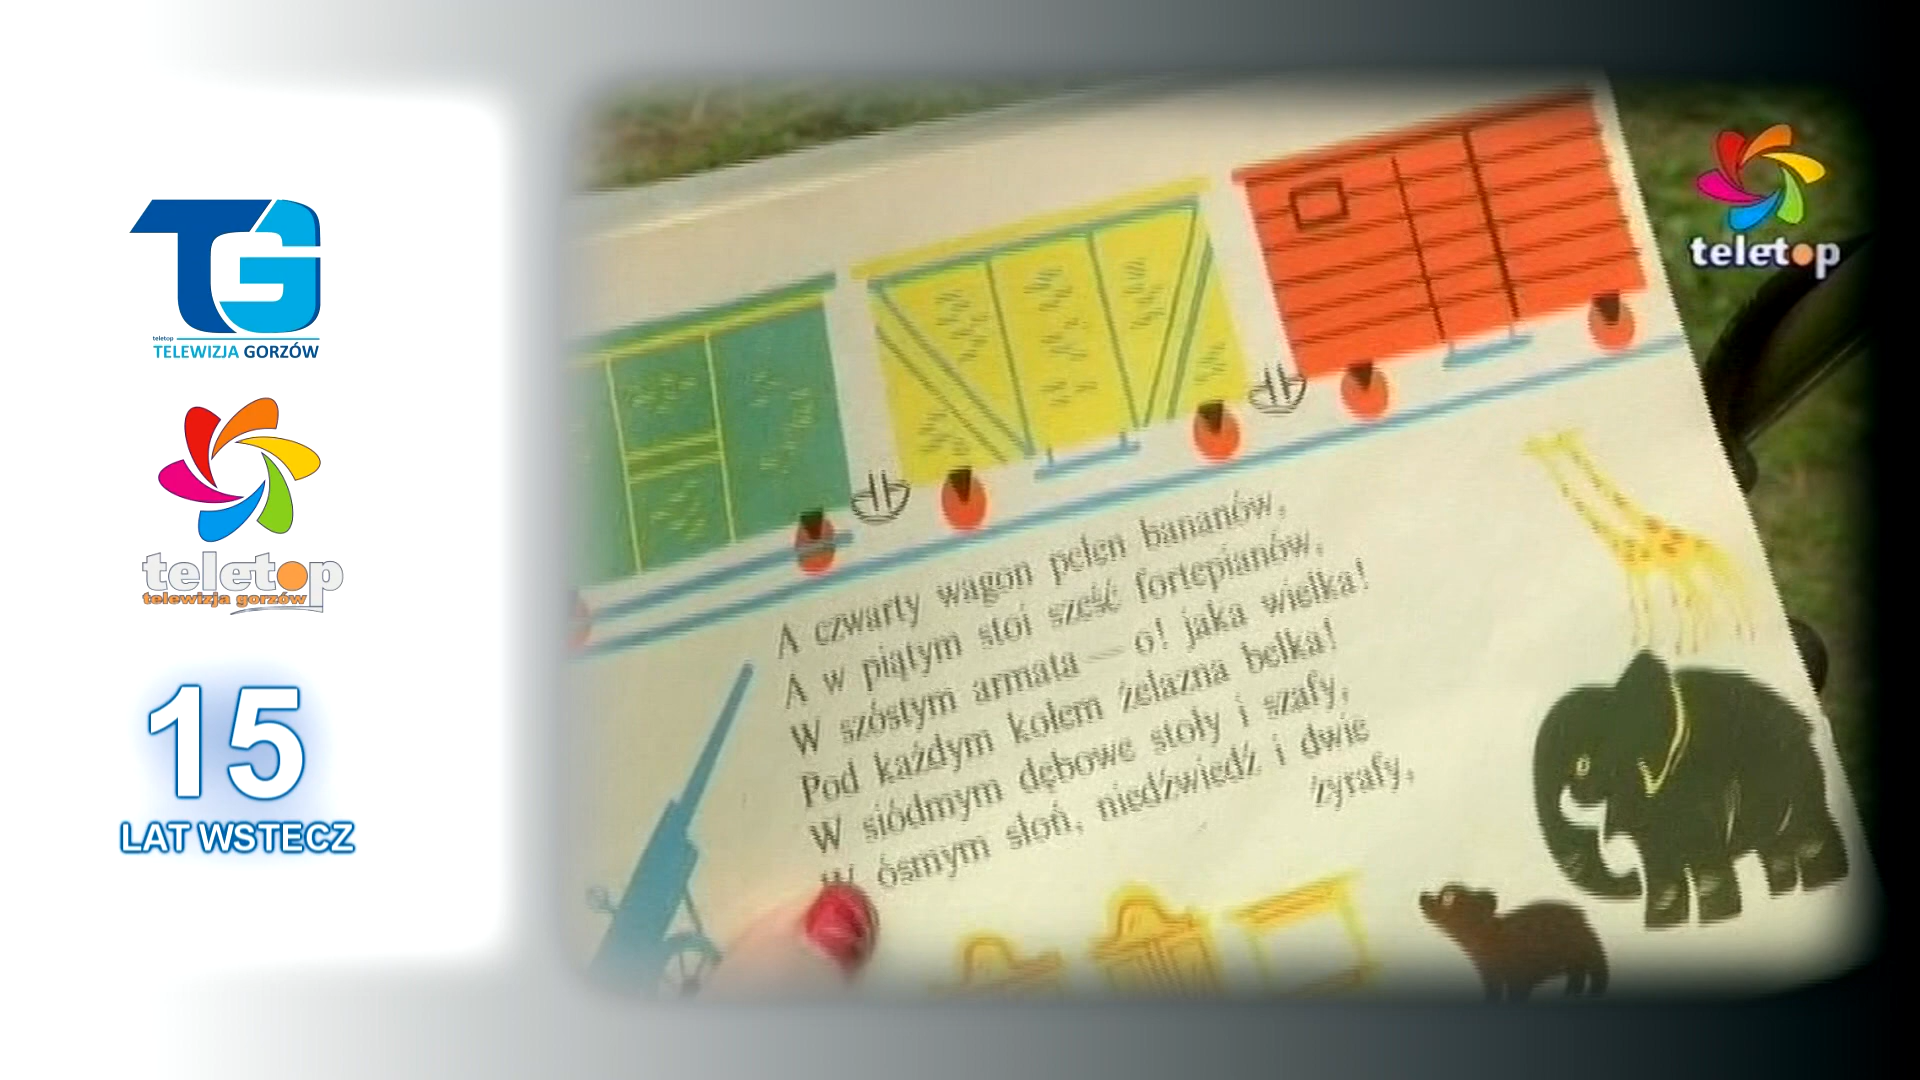 TG
teletop
TELEWIZJA GORZÓW
teletop
telewizja gorzów
15
LAT WSTECZ
teletop
A czwarty wagon pełen bananów,
A w piątym stoi sześć fortepianów,
W szóstym armata — o! jaka wielka!
Pod każdym kołem żelazna belka!
W siódmym dębowe stoły i szafy,
W ósmym słoń, niedźwiedź i dwie
żyrafy,